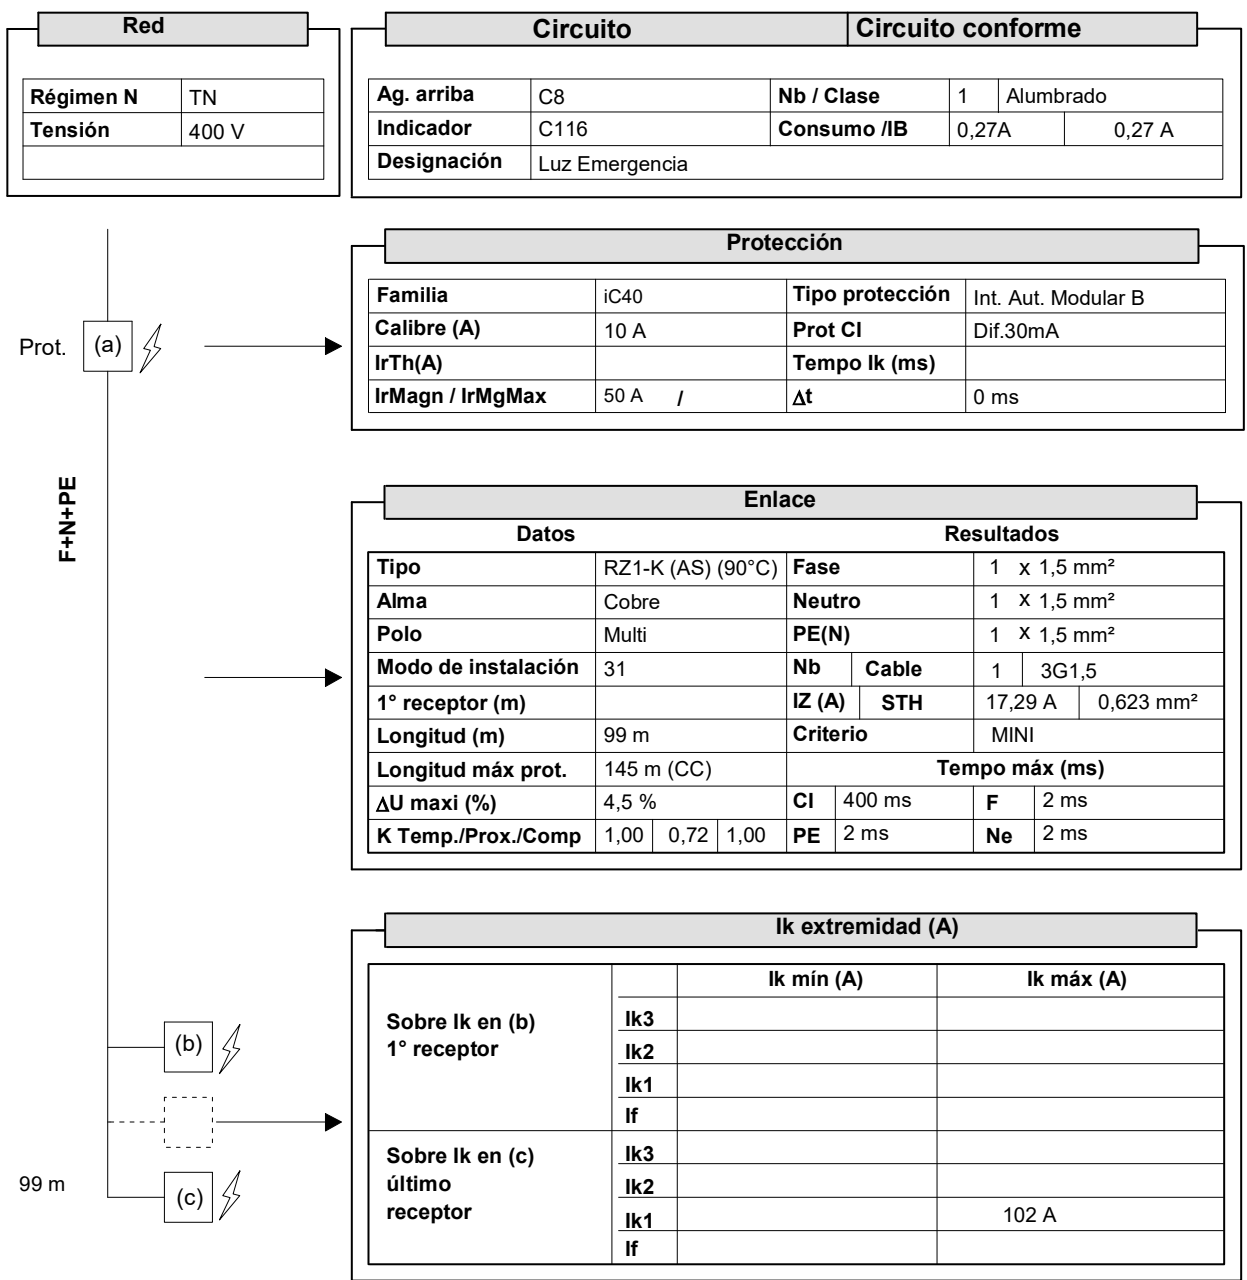 Red
Circuito
Circuito conforme
Régimen N TN
Tensión 400 V
Ag. arriba C8 Nb / Clase 1 Alumbrado
Indicador C116 Consumo /IB 0,27A 0,27 A
Designación Luz Emergencia
Protección
Familia iC40 Tipo protección Int. Aut. Modular B
Calibre (A) 10 A Prot CI Dif.30mA
IrTh(A) Tempo Ik (ms)
IrMagn / IrMgMax 50 A / Δt 0 ms
Prot. (a)
F+N+PE
Enlace
Datos Resultados
Tipo RZ1-K (AS) (90°C) Fase 1 x 1,5 mm²
Alma Cobre Neutro 1 x 1,5 mm²
Polo Multi PE(N) 1 x 1,5 mm²
Modo de instalación 31 Nb Cable 1 3G1,5
1° receptor (m) IZ (A) STH 17,29 A 0,623 mm²
Longitud (m) 99 m Criterio MINI
Longitud máx prot. 145 m (CC) Tempo máx (ms)
ΔU maxi (%) 4,5 % CI 400 ms F 2 ms
K Temp./Prox./Comp 1,00 0,72 1,00 PE 2 ms Ne 2 ms
Ik extremidad (A)
Ik mín (A) Ik máx (A)
Sobre Ik en (b)
1° receptor
Ik3
Ik2
Ik1
If
(b)
Sobre Ik en (c)
último
receptor
Ik3
Ik2
Ik1 102 A
If
99 m (c)